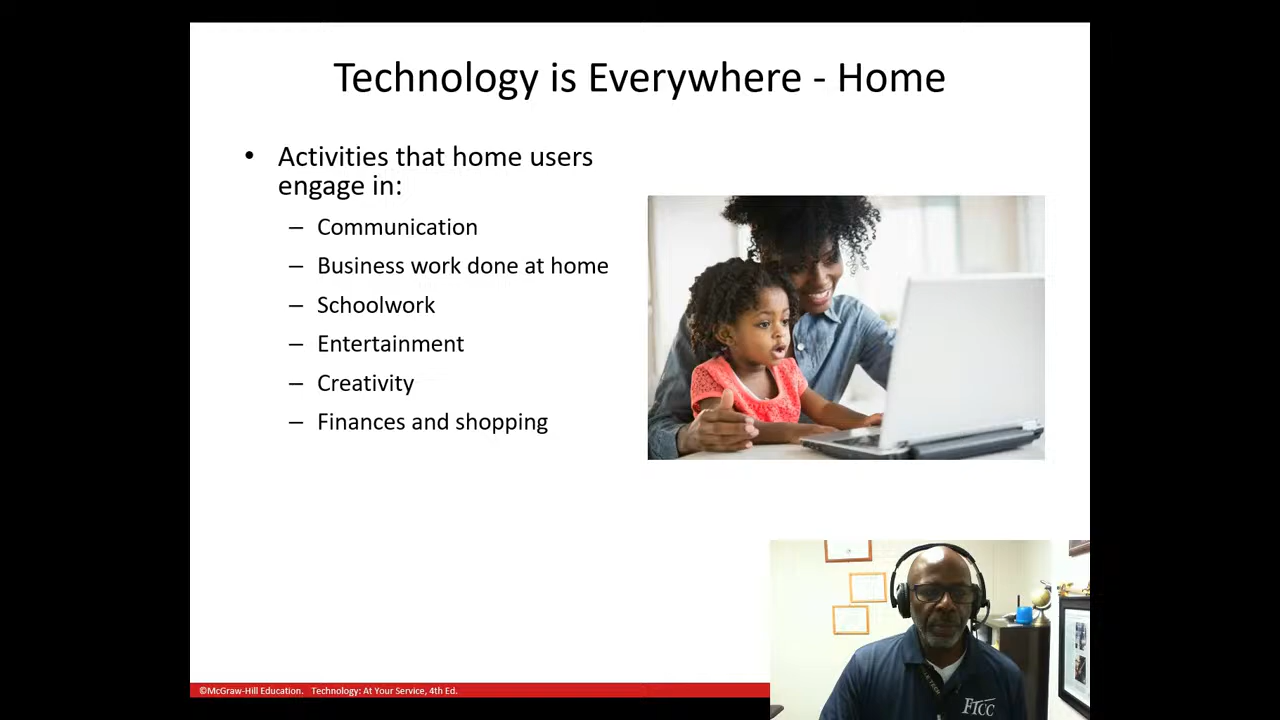 Technology is Everywhere - Home
• Activities that home users
engage in:
– Communication
– Business work done at home
– Schoolwork
– Entertainment
– Creativity
– Finances and shopping
©McGraw-Hill Education. Technology: At Your Service, 4th Ed.
FTCC